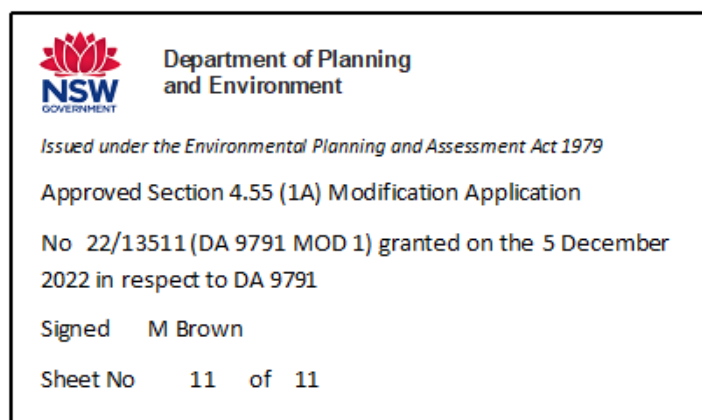 Department of Planning
and Environment
NSW
GOVERNMENT
Issued under the Environmental Planning and Assessment Act 1979
Approved Section 4.55 (1A) Modification Application
No 22/13511 (DA 9791 MOD 1) granted on the 5 December
2022 in respect to DA 9791
Signed M Brown
Sheet No 11 of 11